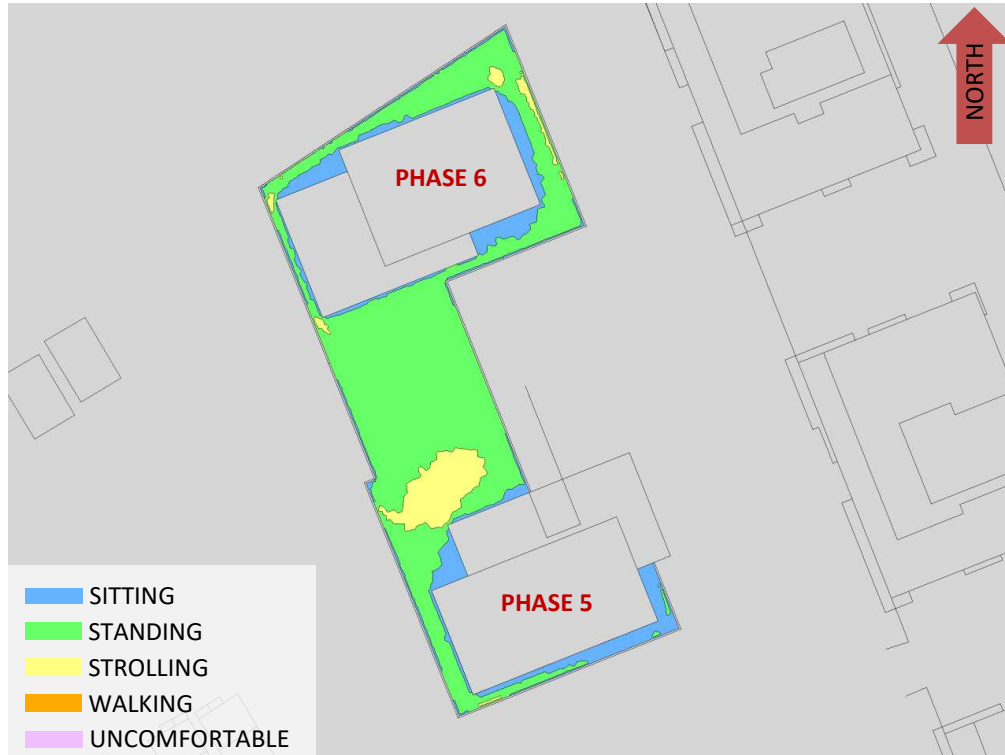 NORTH
PHASE 6
PHASE 5
SITTING
STANDING
STROLLING
WALKING
UNCOMFORTABLE